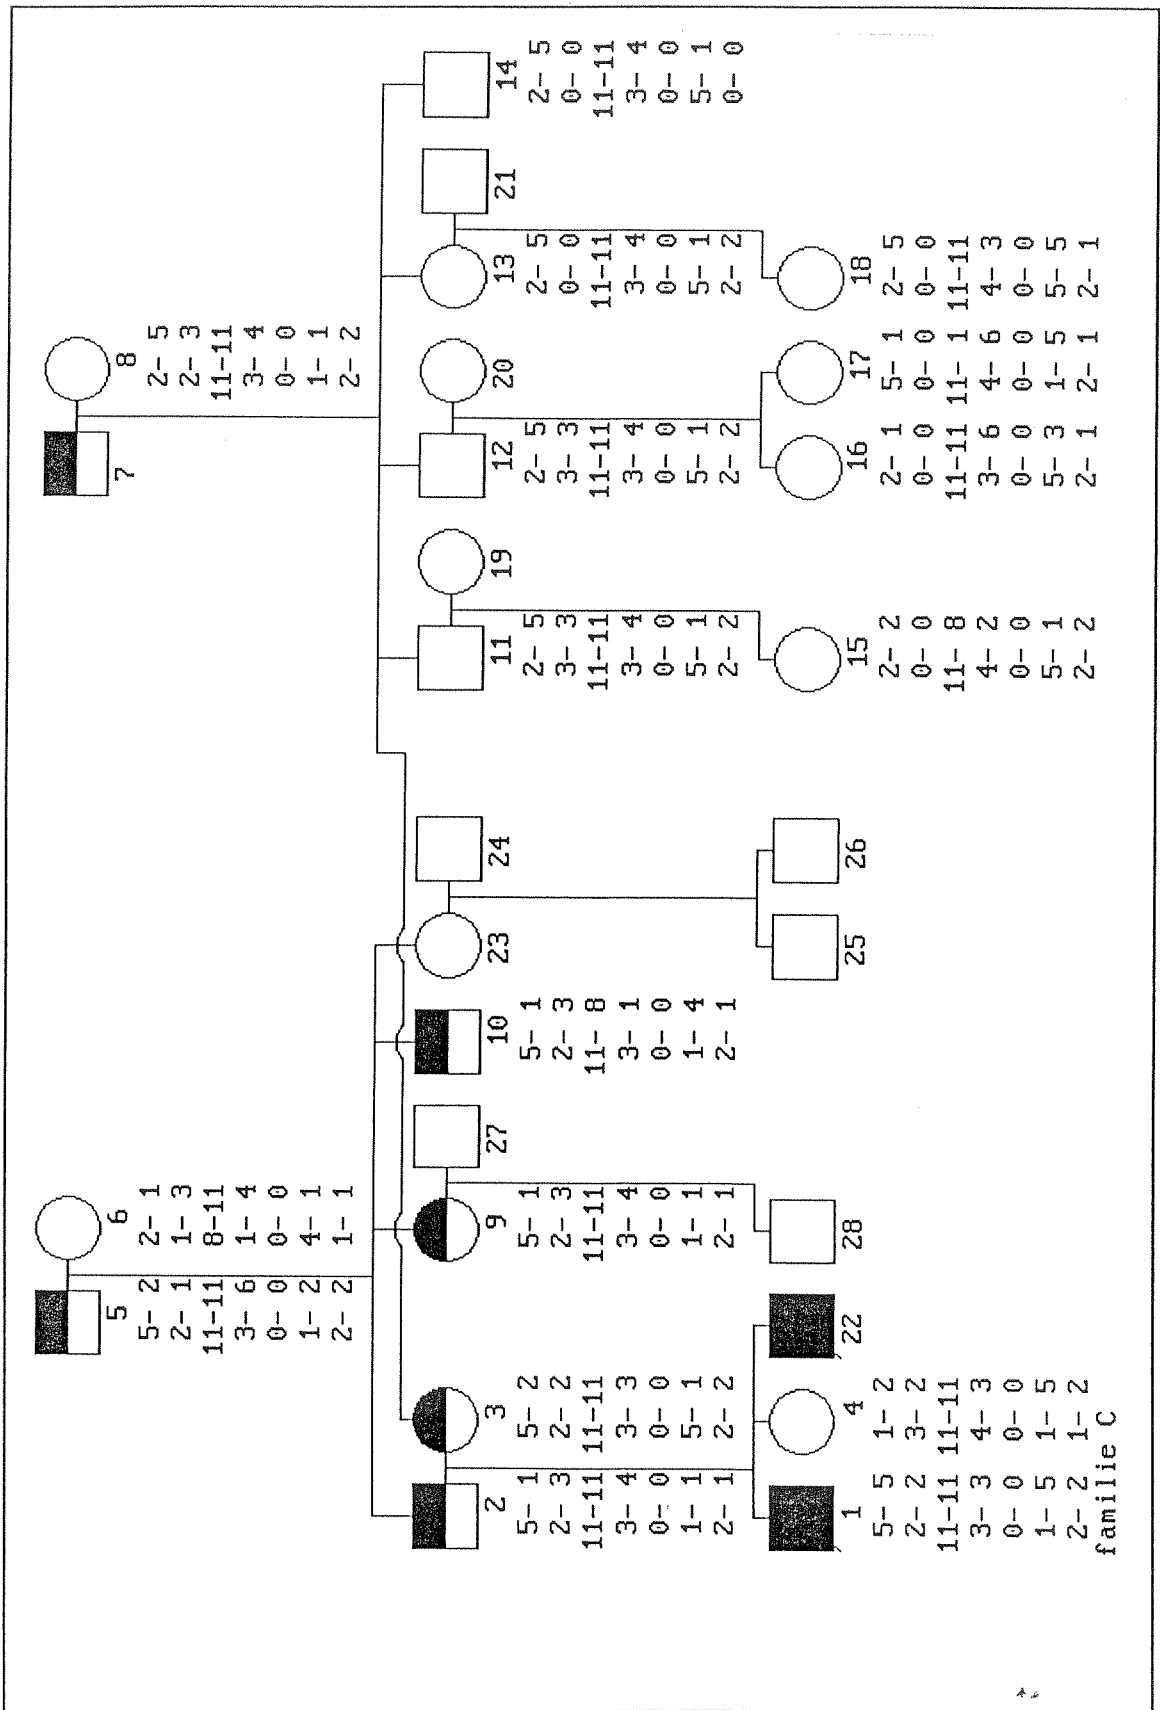 5 6 7 8
5- 2 2- 1 2- 5
2- 1 1- 3 2- 3
11-11 8-11 11-11
3- 6 1- 4 3- 4
0- 0 0- 0 0- 0
1- 2 4- 1 1- 1
2- 2 1- 1 2- 2
2 3 9 27 10 23 24 11 19 12 20 13 21 14
5- 1 5- 2 5- 1 5- 1 2- 5 2- 5 2- 5 2- 5
2- 3 2- 2 2- 3 2- 3 3- 3 3- 3 0- 0 0- 0
11-11 11-11 11-11 11- 8 11-11 11-11 11-11 11-11
3- 4 3- 3 3- 4 3- 1 3- 4 3- 4 3- 4 3- 4
0- 0 0- 0 0- 0 0- 0 0- 0 0- 0 0- 0 0- 0
1- 1 5- 1 1- 1 1- 4 5- 1 5- 1 5- 1 5- 1
2- 1 2- 2 2- 1 2- 1 2- 2 2- 2 2- 2 0- 0
1 4 22 28 25 26 15 16 17 18
5- 5 1- 2 2- 2 2- 1 5- 1 2- 5
2- 2 3- 2 0- 0 0- 0 0- 0 0- 0
11-11 11-11 11- 8 11-11 11- 1 11-11
3- 3 4- 3 4- 2 3- 6 4- 6 4- 3
0- 0 0- 0 0- 0 0- 0 0- 0 0- 0
1- 5 1- 5 5- 1 5- 3 1- 5 5- 5
2- 2 1- 2 2- 2 2- 1 2- 1 2- 1
familie C